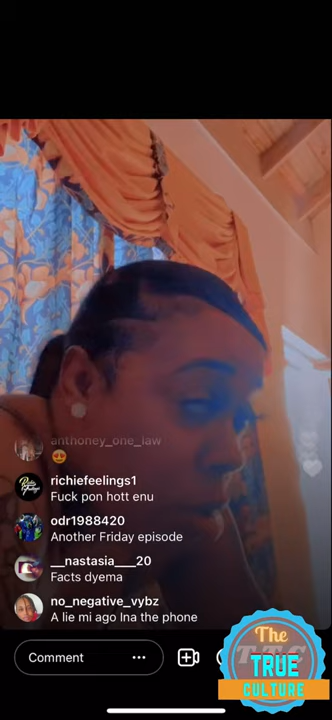 anthoney_one_law
😍
richiefeelings1
Fuck pon hott enu
odr1988420
Another Friday episode
__nastasia___20
Facts dyema
no_negative_vybz
A lie mi ago Ina the phone
Comment
The
TRUE
CULTURE